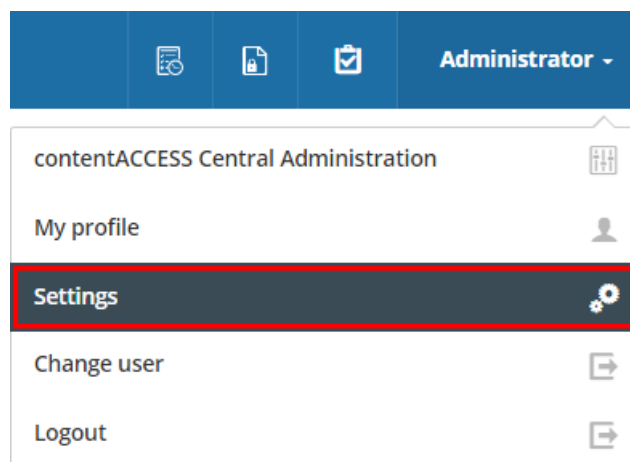 Administrator
contentACCESS Central Administration
My profile
Settings
Change user
Logout